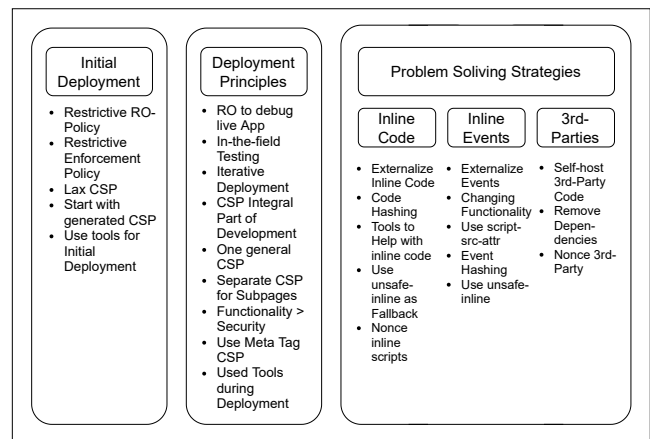 Initial
Deployment
• Restrictive RO-
Policy
• Restrictive
Enforcement
Policy
• Lax CSP
• Start with
generated CSP
• Use tools for
Initial
Deployment
Deployment
Principles
• RO to debug
live App
• In-the-field
Testing
• Iterative
Deployment
• CSP Integral
Part of
Development
• One general
CSP
• Separate CSP
for Subpages
• Functionality >
Security
• Use Meta Tag
CSP
• Used Tools
during
Deployment
Problem Soliving Strategies
Inline
Code
• Externalize
Inline Code
• Code
Hashing
• Tools to
Help with
inline code
• Use
unsafe-
inline as
Fallback
• Nonce
inline
scripts
Inline
Events
• Externalize
Events
• Changing
Functionality
• Use script-
src-attr
• Event
Hashing
• Use unsafe-
inline
3rd-
Parties
• Self-host
3rd-Party
Code
• Remove
Depen-
dencies
• Nonce 3rd-
Party